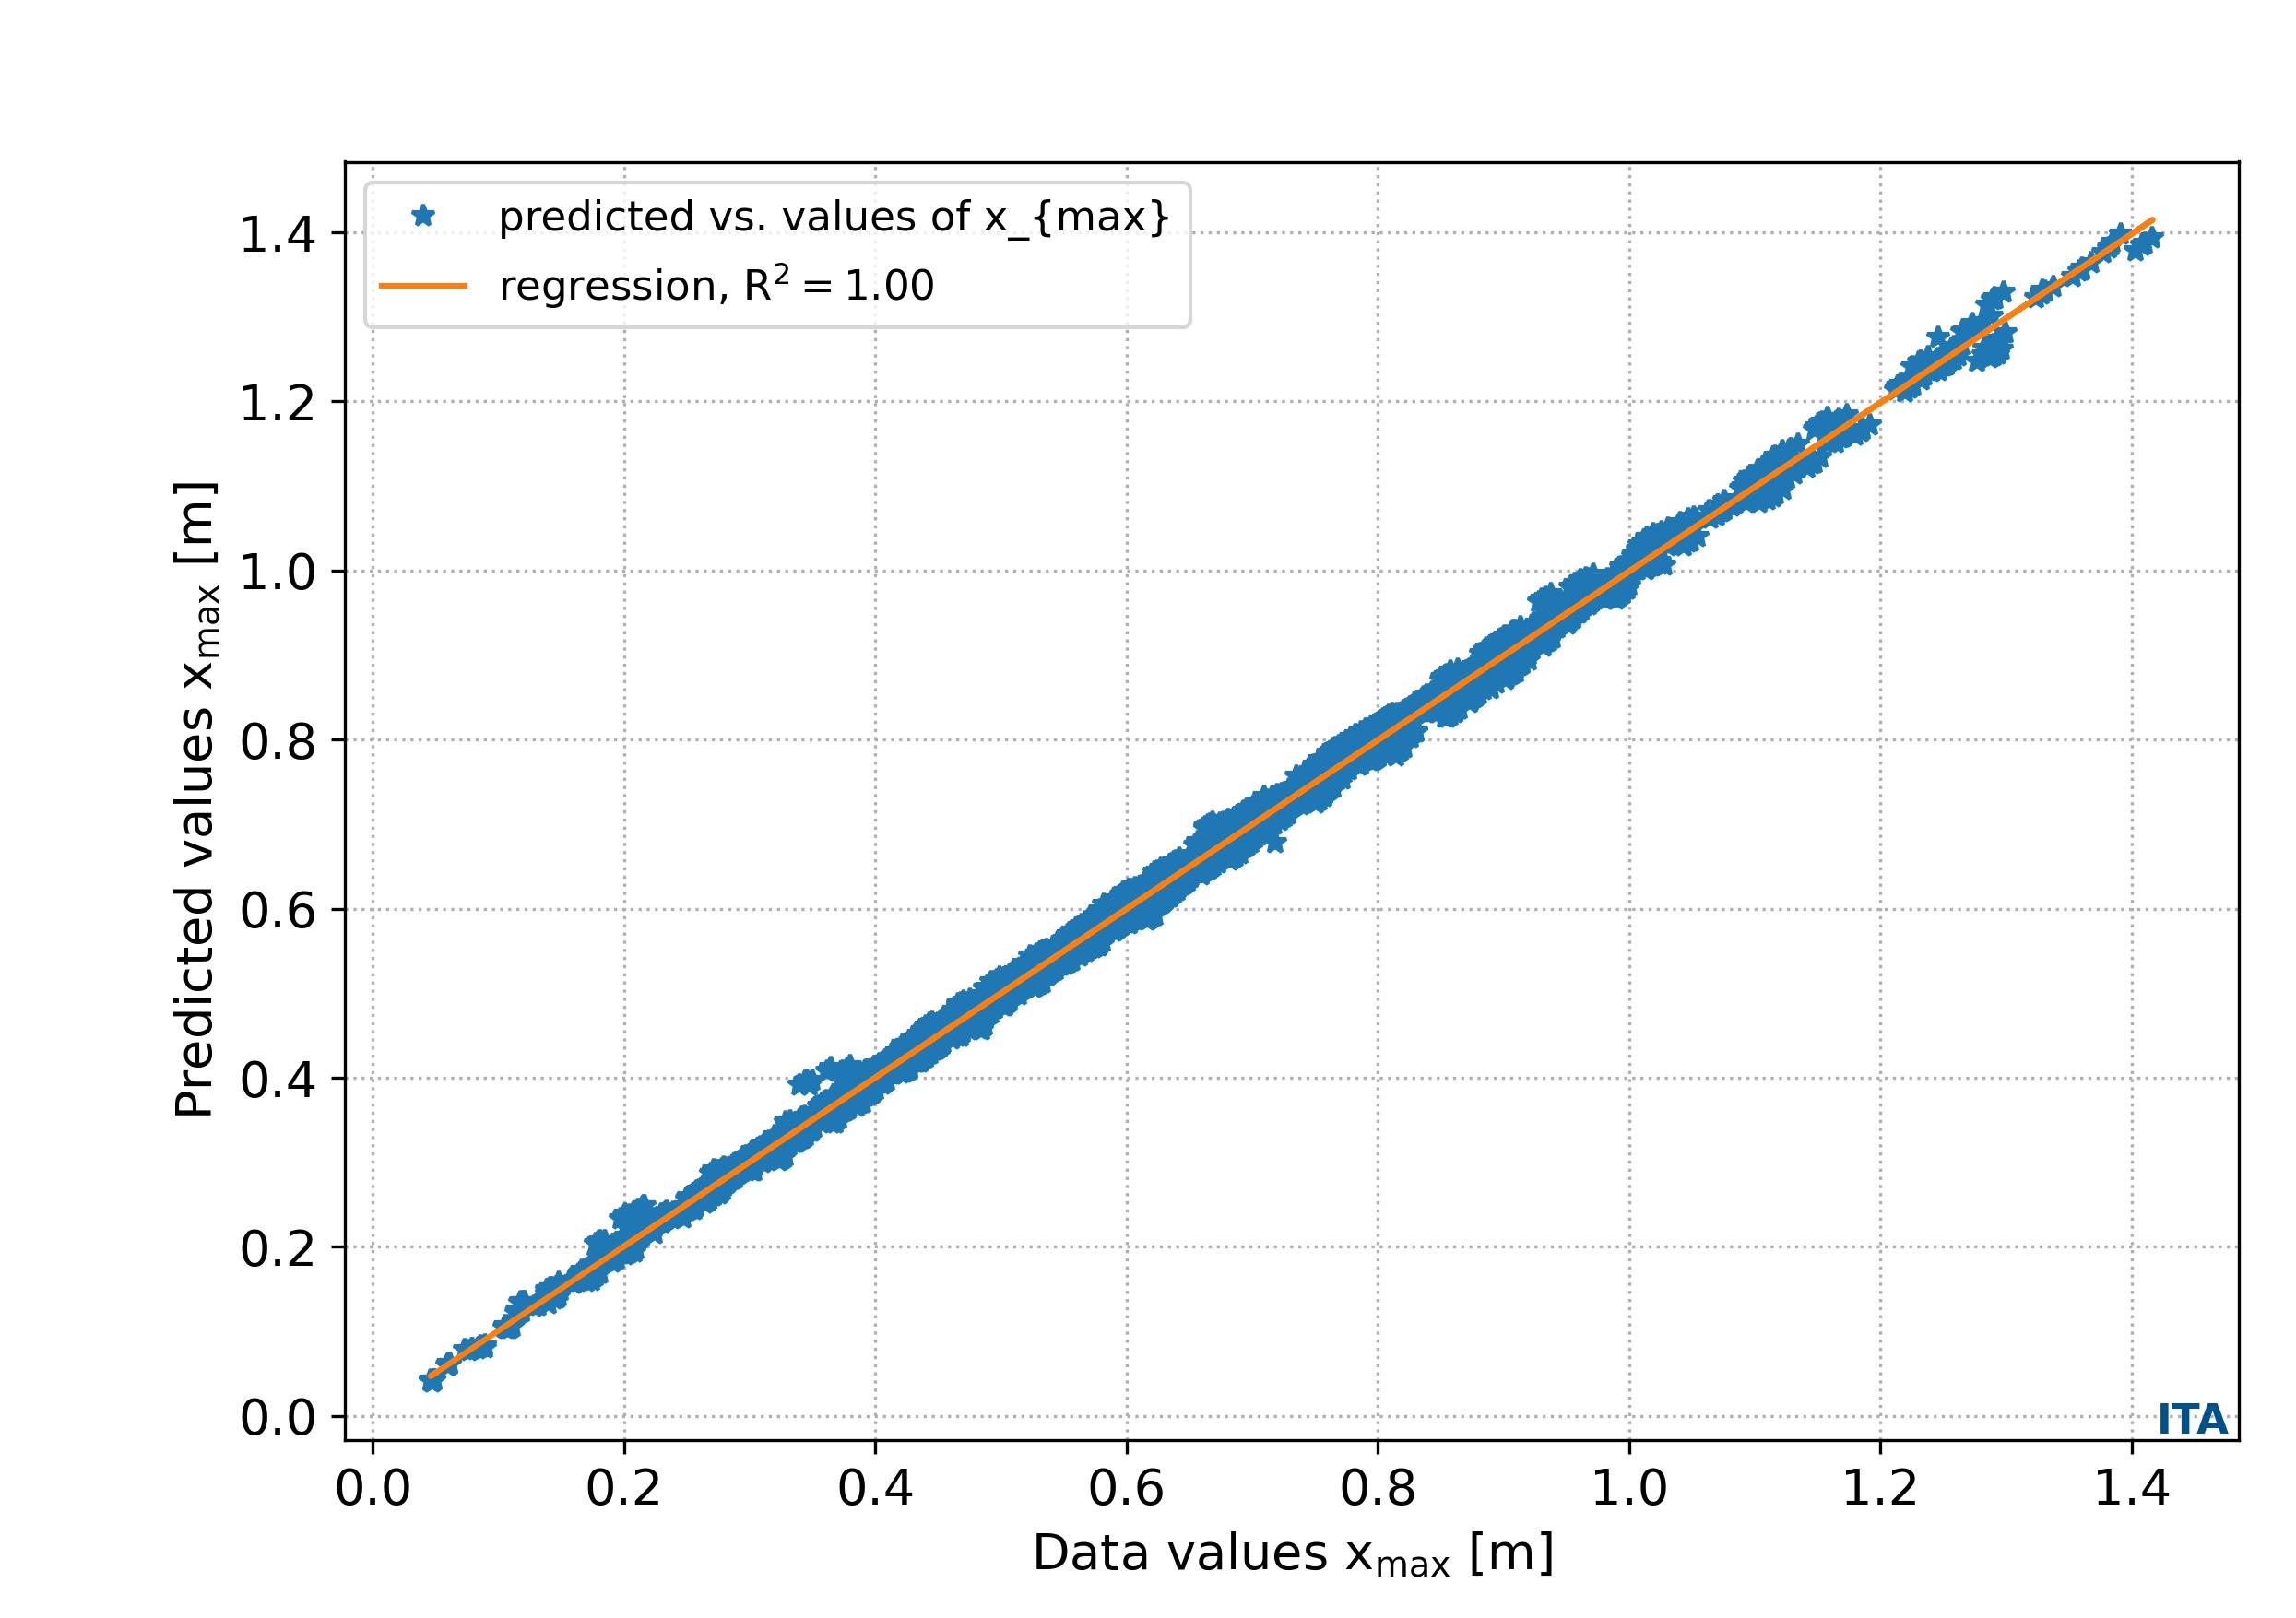 predicted vs. values of x_{max}
regression, R² = 1.00
Predicted values xmax [m]
1.4
1.2
1.0
0.8
0.6
0.4
0.2
0.0
ITA
0.0 0.2 0.4 0.6 0.8 1.0 1.2 1.4
Data values xmax [m]